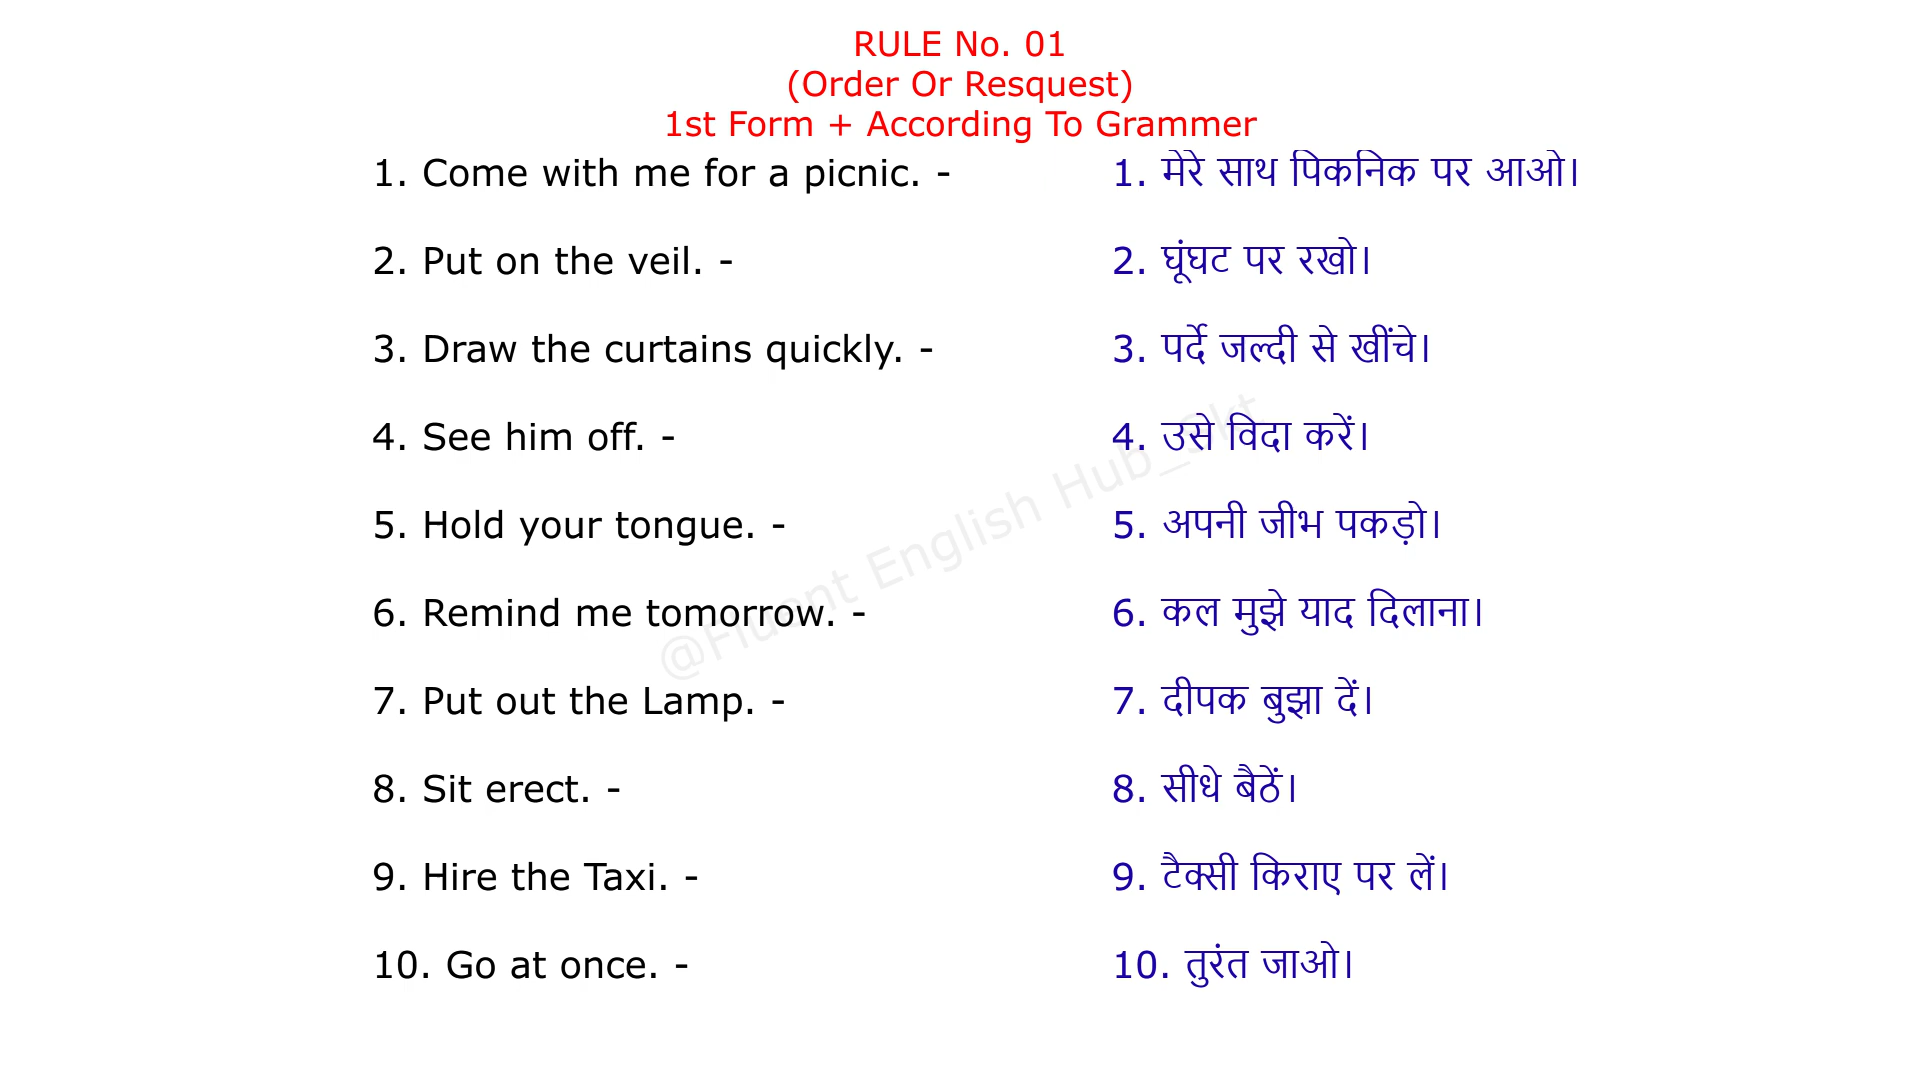 RULE No. 01
(Order Or Resquest)
1st Form + According To Grammer
1. Come with me for a picnic. -
1. मेरे साथ पिकनिक पर आओ।
2. Put on the veil. -
2. घूंघट पर रखो।
3. Draw the curtains quickly. -
3. पर्दे जल्दी से खींचे।
4. See him off. -
4. उसे विदा करें।
5. Hold your tongue. -
5. अपनी जीभ पकड़ो।
6. Remind me tomorrow. -
6. कल मुझे याद दिलाना।
7. Put out the Lamp. -
7. दीपक बुझा दें।
8. Sit erect. -
8. सीधे बैठें।
9. Hire the Taxi. -
9. टैक्सी किराए पर लें।
10. Go at once. -
10. तुरंत जाओ।
@Fluent English